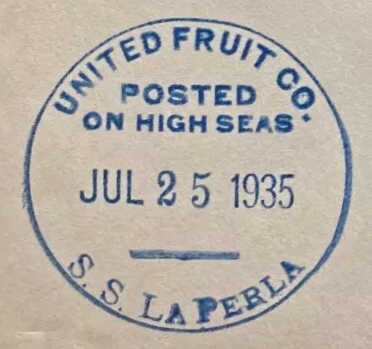 UNITED FRUIT CO.
POSTED
ON HIGH SEAS
JUL 25 1935
S. S. LA PERLA